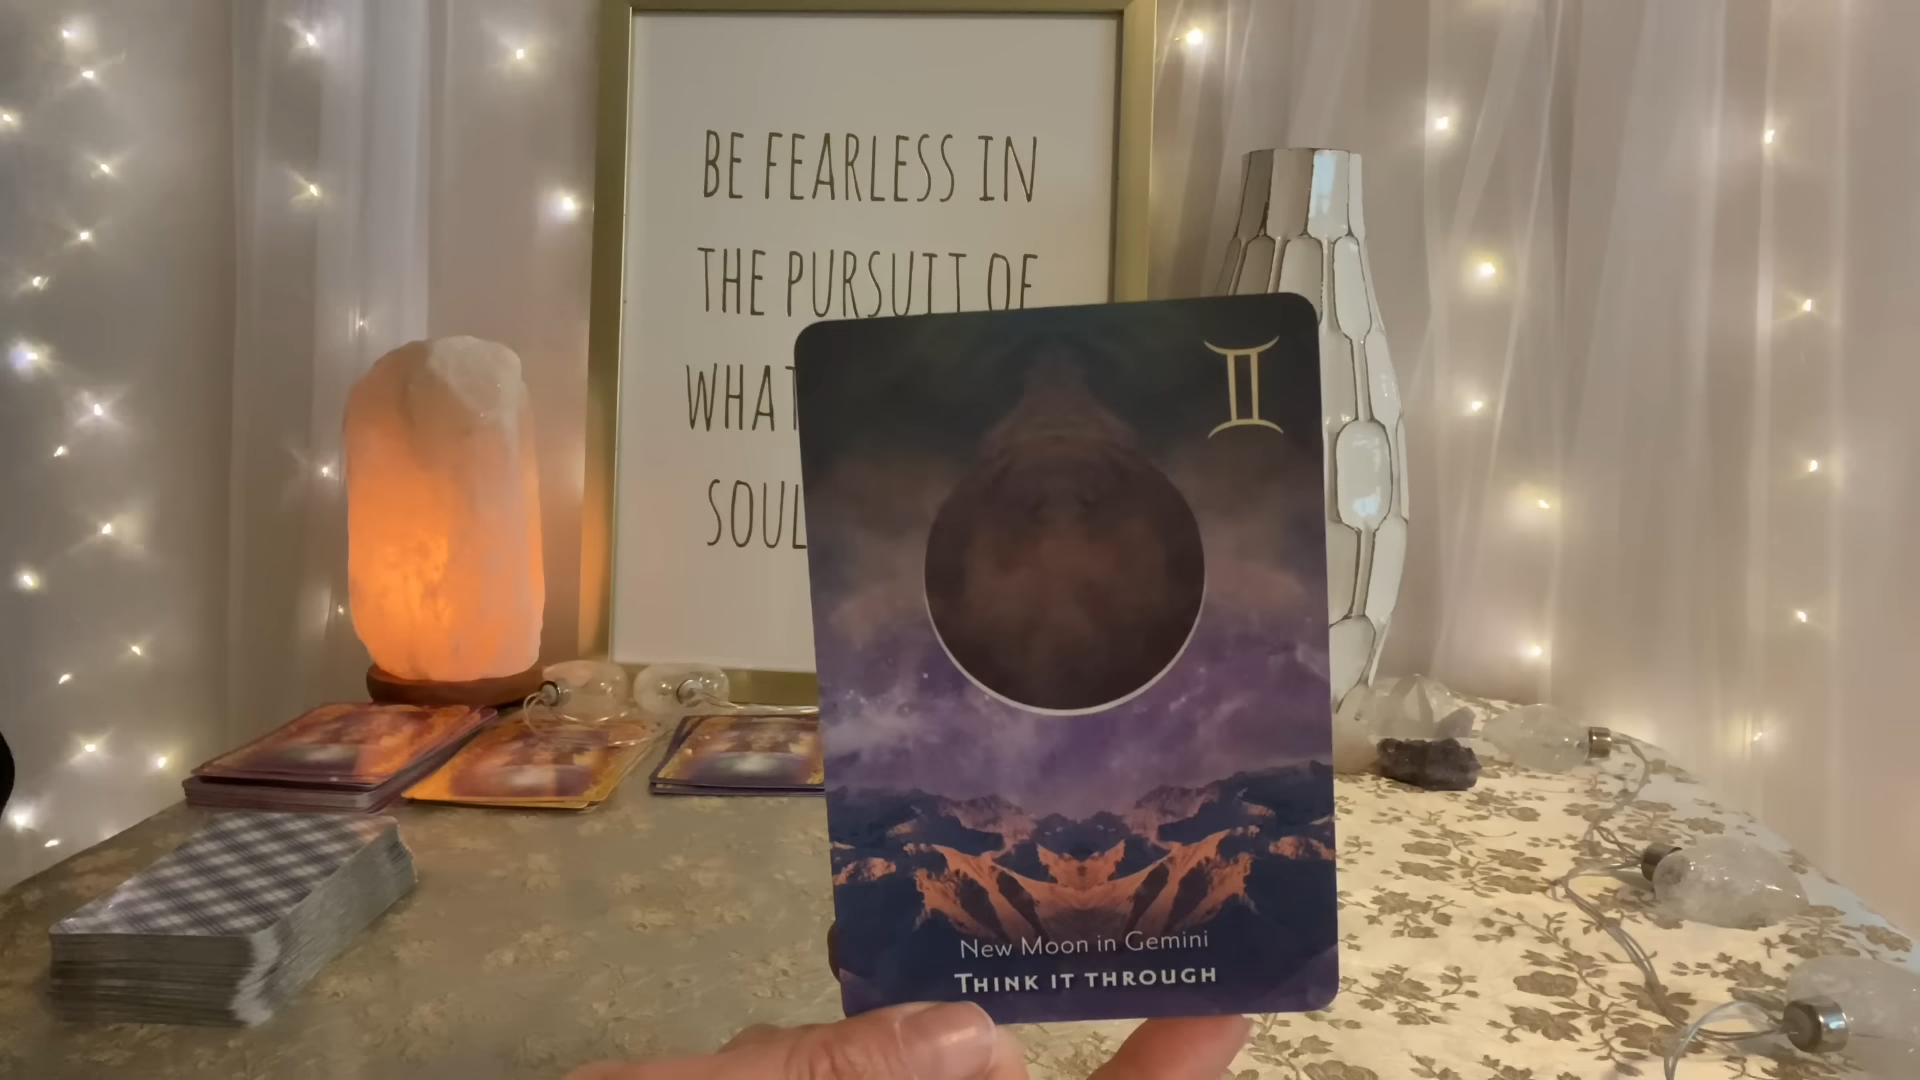 BE FEARLESS IN
THE PURSUIT OF
WHAT
SOUL
New Moon in Gemini
THINK IT THROUGH